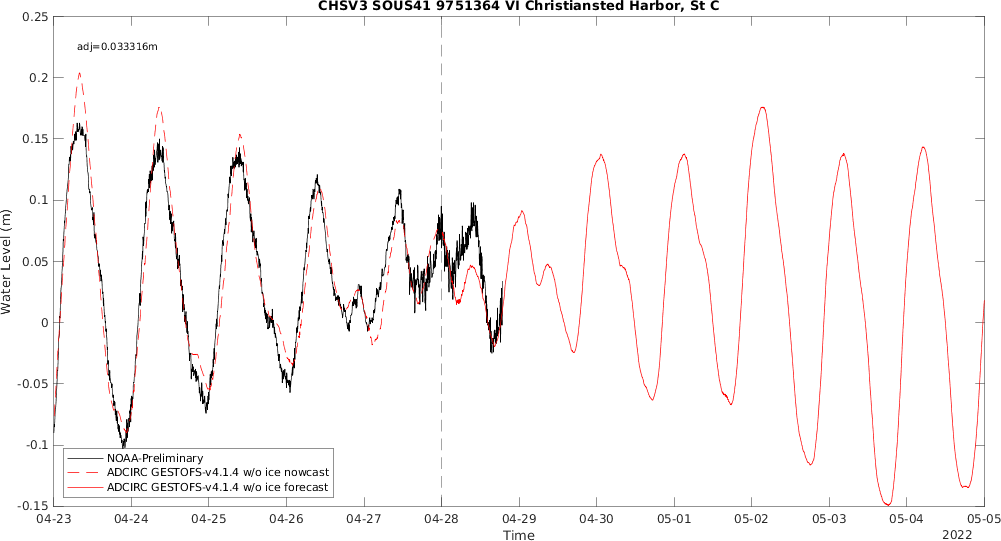 CHSV3 SOUS41 9751364 VI Christiansted Harbor, St C
adj=0.033316m
0.25
0.2
0.15
0.1
0.05
0
-0.05
-0.1
-0.15
Water Level (m)
NOAA-Preliminary
ADCIRC GESTOFS-v4.1.4 w/o ice nowcast
ADCIRC GESTOFS-v4.1.4 w/o ice forecast
04-23 04-24 04-25 04-26 04-27 04-28 04-29 04-30 05-01 05-02 05-03 05-04 05-05
Time
2022